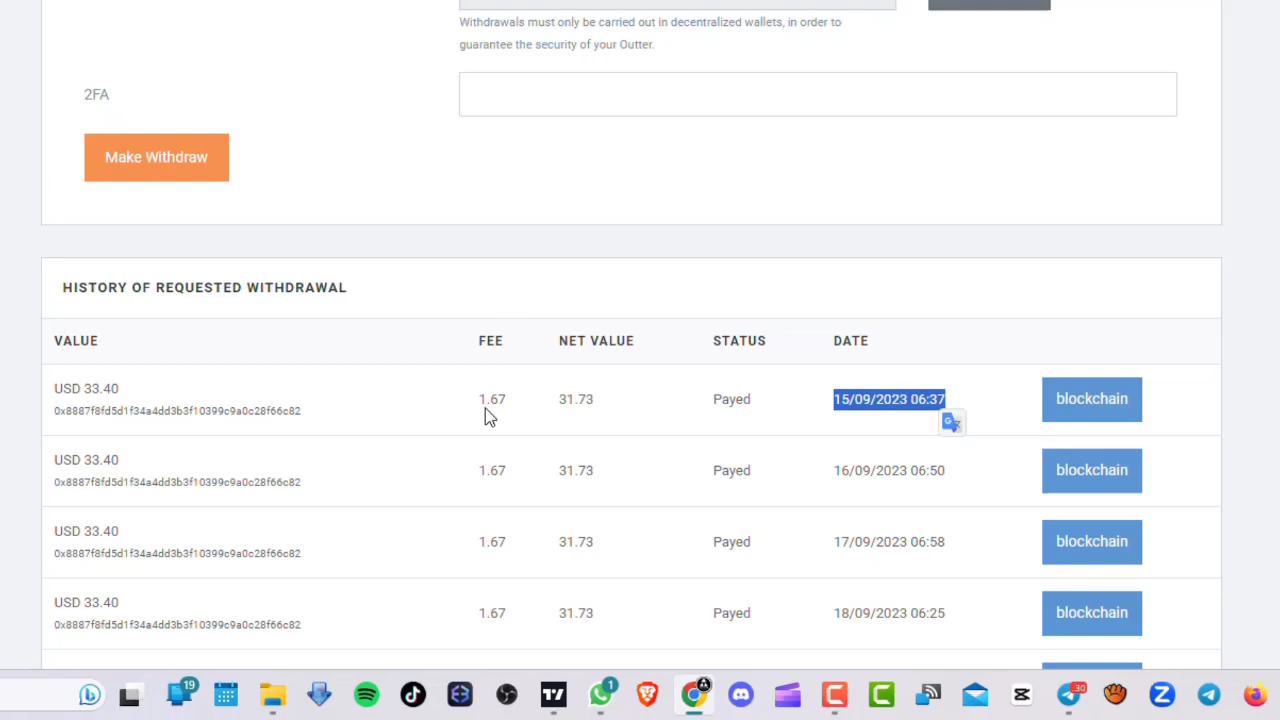 Withdrawals must only be carried out in decentralized wallets, in order to
guarantee the security of your Outter.
2FA
Make Withdraw
HISTORY OF REQUESTED WITHDRAWAL
VALUE FEE NET VALUE STATUS DATE
USD 33.40
0x8887f8fd5d1f34a4dd3b3f10399c9a0c28f66c82
1.67 31.73 Payed 15/09/2023 06:37 blockchain
USD 33.40
0x8887f8fd5d1f34a4dd3b3f10399c9a0c28f66c82
1.67 31.73 Payed 16/09/2023 06:50 blockchain
USD 33.40
0x8887f8fd5d1f34a4dd3b3f10399c9a0c28f66c82
1.67 31.73 Payed 17/09/2023 06:58 blockchain
USD 33.40
0x8887f8fd5d1f34a4dd3b3f10399c9a0c28f66c82
1.67 31.73 Payed 18/09/2023 06:25 blockchain
19
1
30